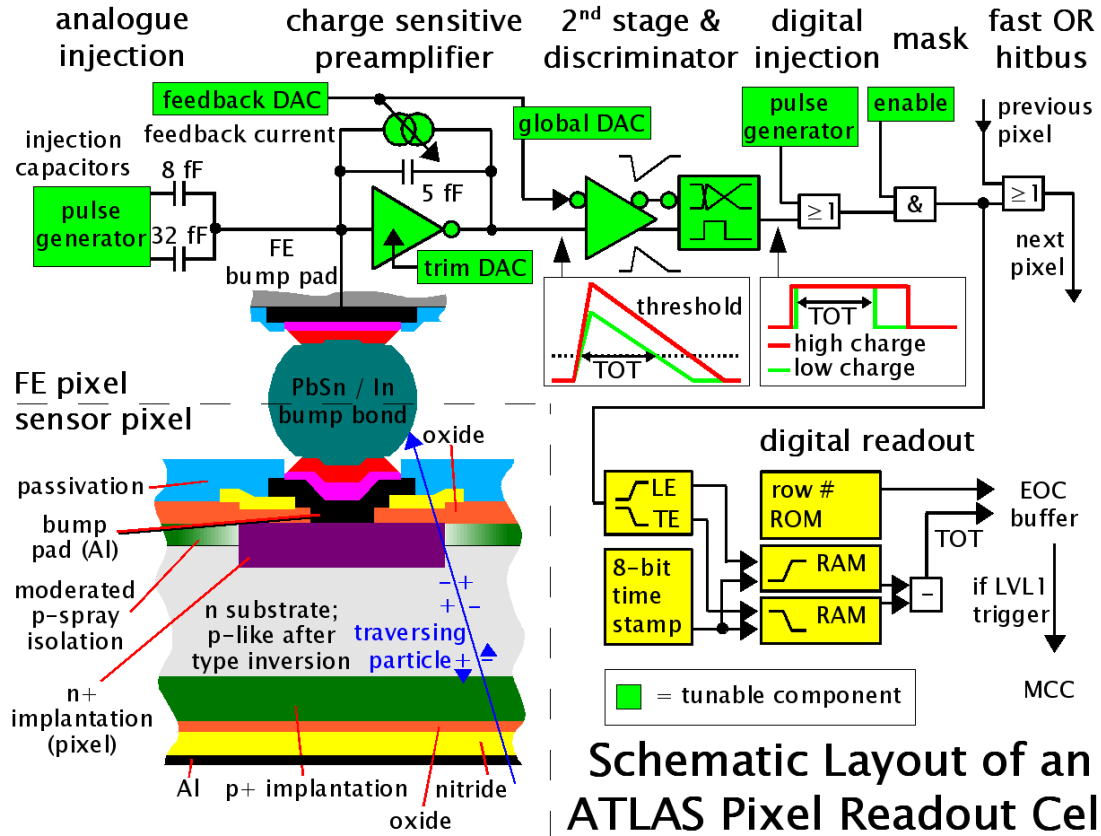 analogue
injection
charge sensitive
preamplifier
2nd stage &
discriminator
digital
injection
mask
fast OR
hitbus
feedback DAC
feedback current
global DAC
pulse
generator
enable
previous
pixel
injection
capacitors
8 fF
5 fF
pulse
generator
32 fF
≥1
&
≥1
FE
bump pad
trim DAC
next
pixel
threshold
TOT
TOT
high charge
low charge
FE pixel
sensor pixel
PbSn / In
bump bond
oxide
digital readout
passivation
bump
pad (Al)
moderated
p-spray
isolation
n+
implantation
(pixel)
n substrate;
p-like after
type inversion
traversing
particle
- +
+ -
+ -
LE
TE
row #
ROM
EOC
buffer
TOT
8-bit
time
stamp
RAM
RAM
-
if LVL1
trigger
MCC
= tunable component
Al
p+ implantation
nitride
oxide
Schematic Layout of an
ATLAS Pixel Readout Cel